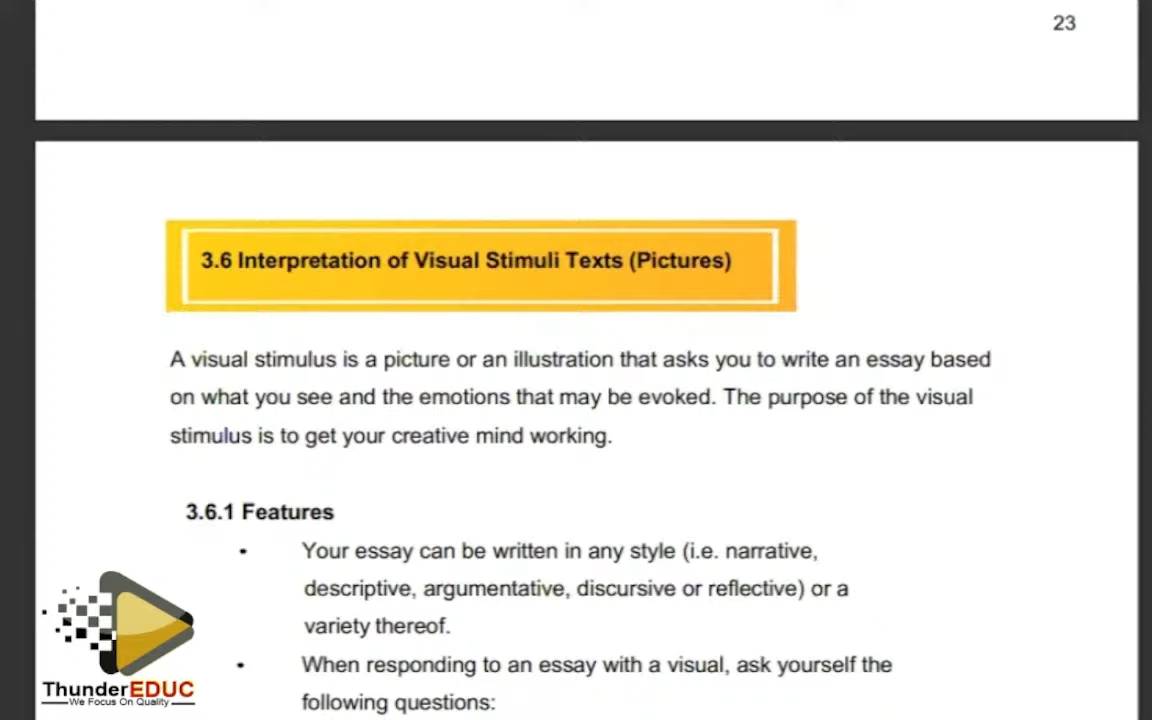 23
3.6 Interpretation of Visual Stimuli Texts (Pictures)
A visual stimulus is a picture or an illustration that asks you to write an essay based
on what you see and the emotions that may be evoked. The purpose of the visual
stimulus is to get your creative mind working.
3.6.1 Features
• Your essay can be written in any style (i.e. narrative,
descriptive, argumentative, discursive or reflective) or a
variety thereof.
• When responding to an essay with a visual, ask yourself the
following questions:
ThunderEDUC
We Focus On Quality